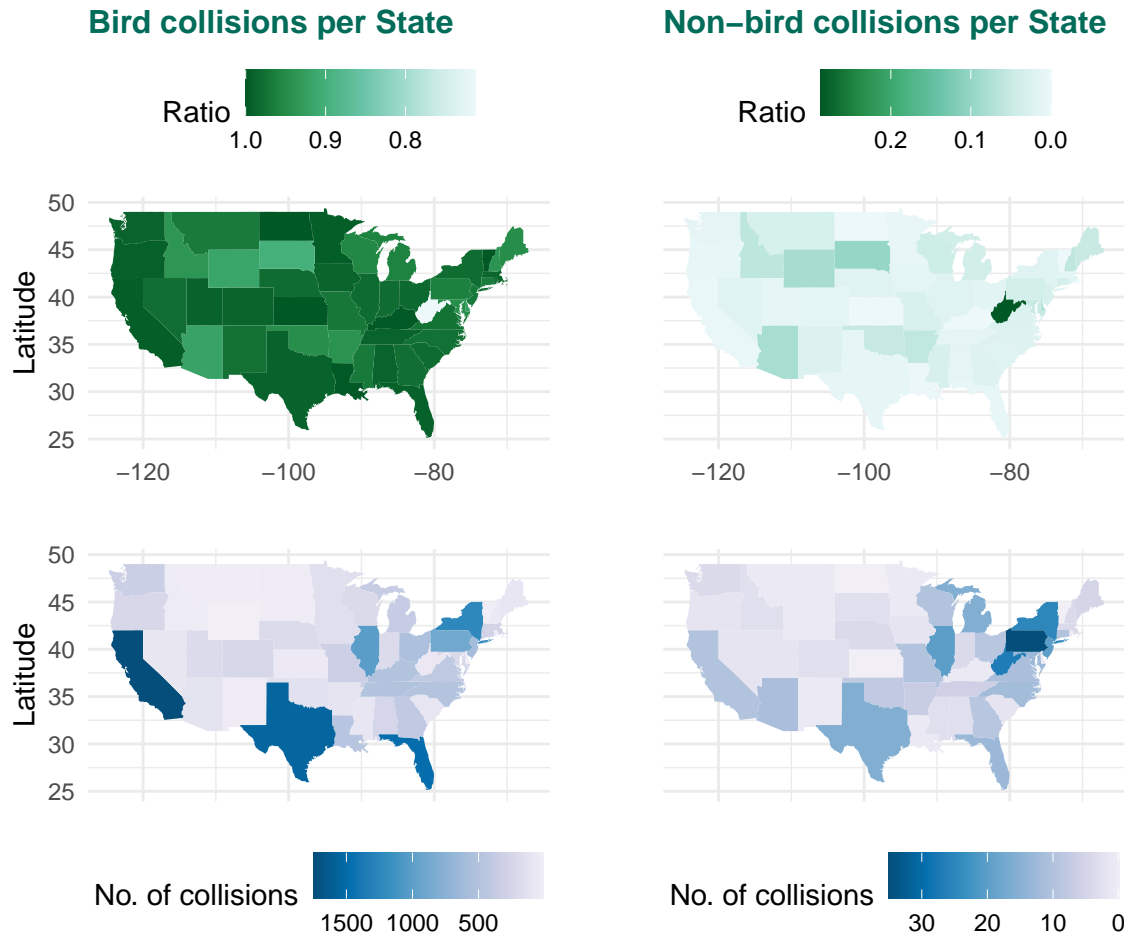 Bird collisions per State
Non−bird collisions per State
Ratio
1.0 0.9 0.8
Ratio
0.2 0.1 0.0
Latitude
50
45
40
35
30
25
−120 −100 −80
−120 −100 −80
Latitude
50
45
40
35
30
25
No. of collisions
1500 1000 500
No. of collisions
30 20 10 0